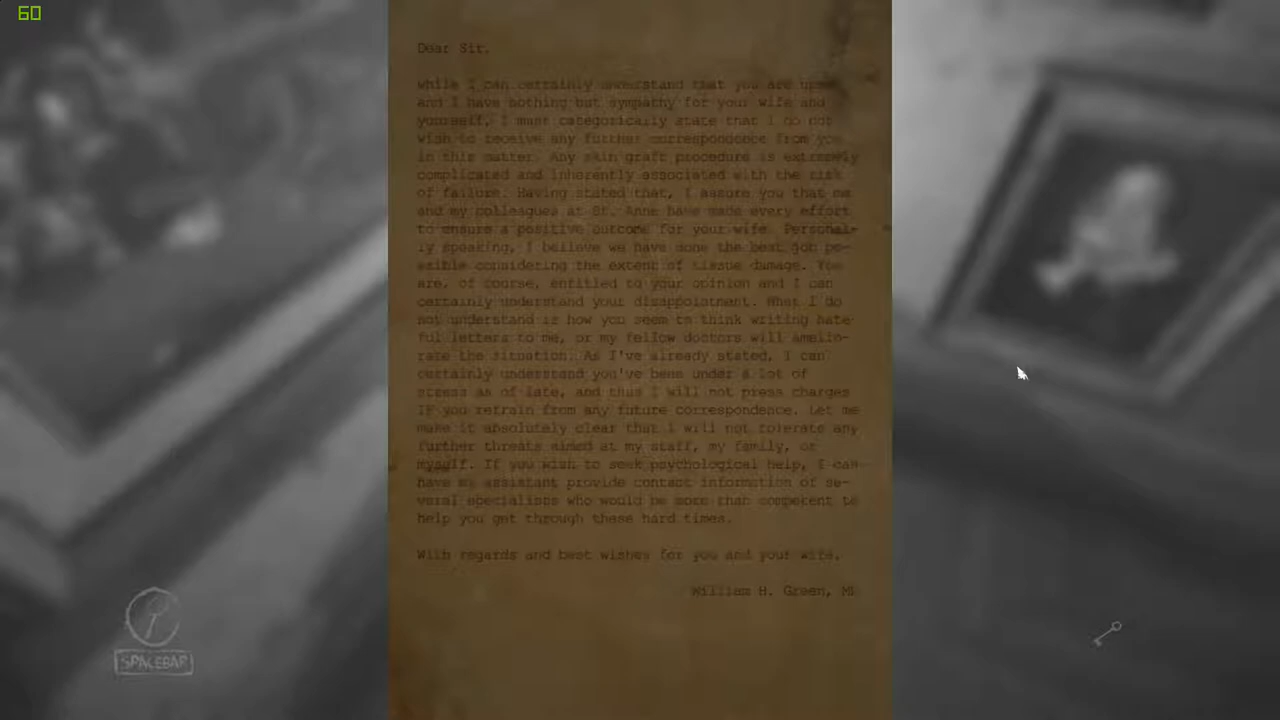 60
Dear Sir,
while I can certainly understand that you are upset
and I have nothing but sympathy for your wife and
yourself, I must categorically state that I do not
wish to receive any further correspondence from you
in this matter. Any skin graft procedure is extremely
complicated and inherently associated with the risk
of failure. Having stated that, I assure you that me
and my colleagues at St. Anne have made every effort
to ensure a positive outcome for your wife. Personal-
ly speaking, I believe we have done the best job po-
ssible considering the extent of tissue damage. You
are, of course, entitled to your opinion and I can
certainly understand your disappointment. What I do
not understand is how you seem to think writing hate-
ful letters to me, or my fellow doctors will amelio-
rate the situation. As I've already stated, I can
certainly understand you've been under a lot of
stress as of late, and thus I will not press charges
IF you refrain from any future correspondence. Let me
make it absolutely clear that I will not tolerate any
further threats aimed at my staff, my family, or
myself. If you wish to seek psychological help, I can
have my assistant provide contact information of se-
veral specialists who would be more than competent to
help you get through these hard times.
With regards and best wishes for you and your wife,
William H. Green, MD
SPACEBAR